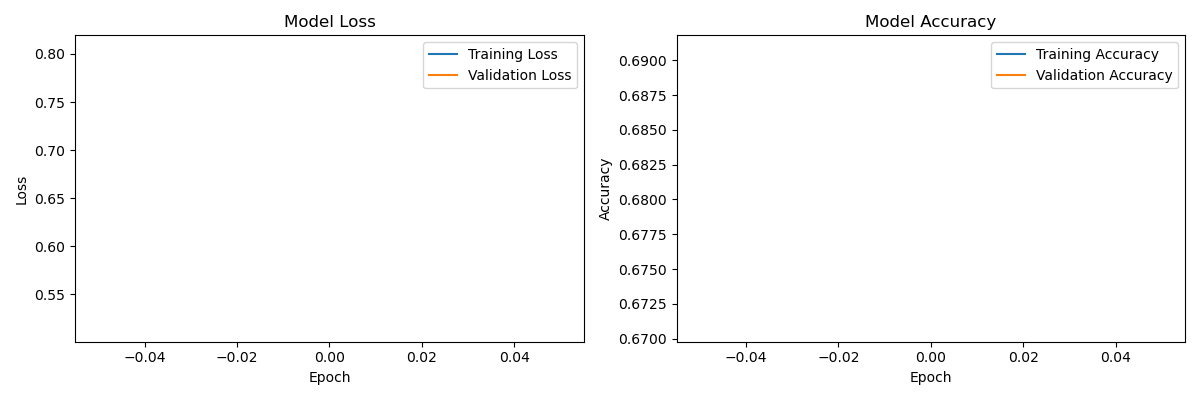 Model Loss
Training Loss
Validation Loss
0.80
0.75
0.70
0.65
0.60
0.55
Loss
−0.04 −0.02 0.00 0.02 0.04
Epoch
Model Accuracy
Training Accuracy
Validation Accuracy
0.6900
0.6875
0.6850
0.6825
0.6800
0.6775
0.6750
0.6725
0.6700
Accuracy
−0.04 −0.02 0.00 0.02 0.04
Epoch